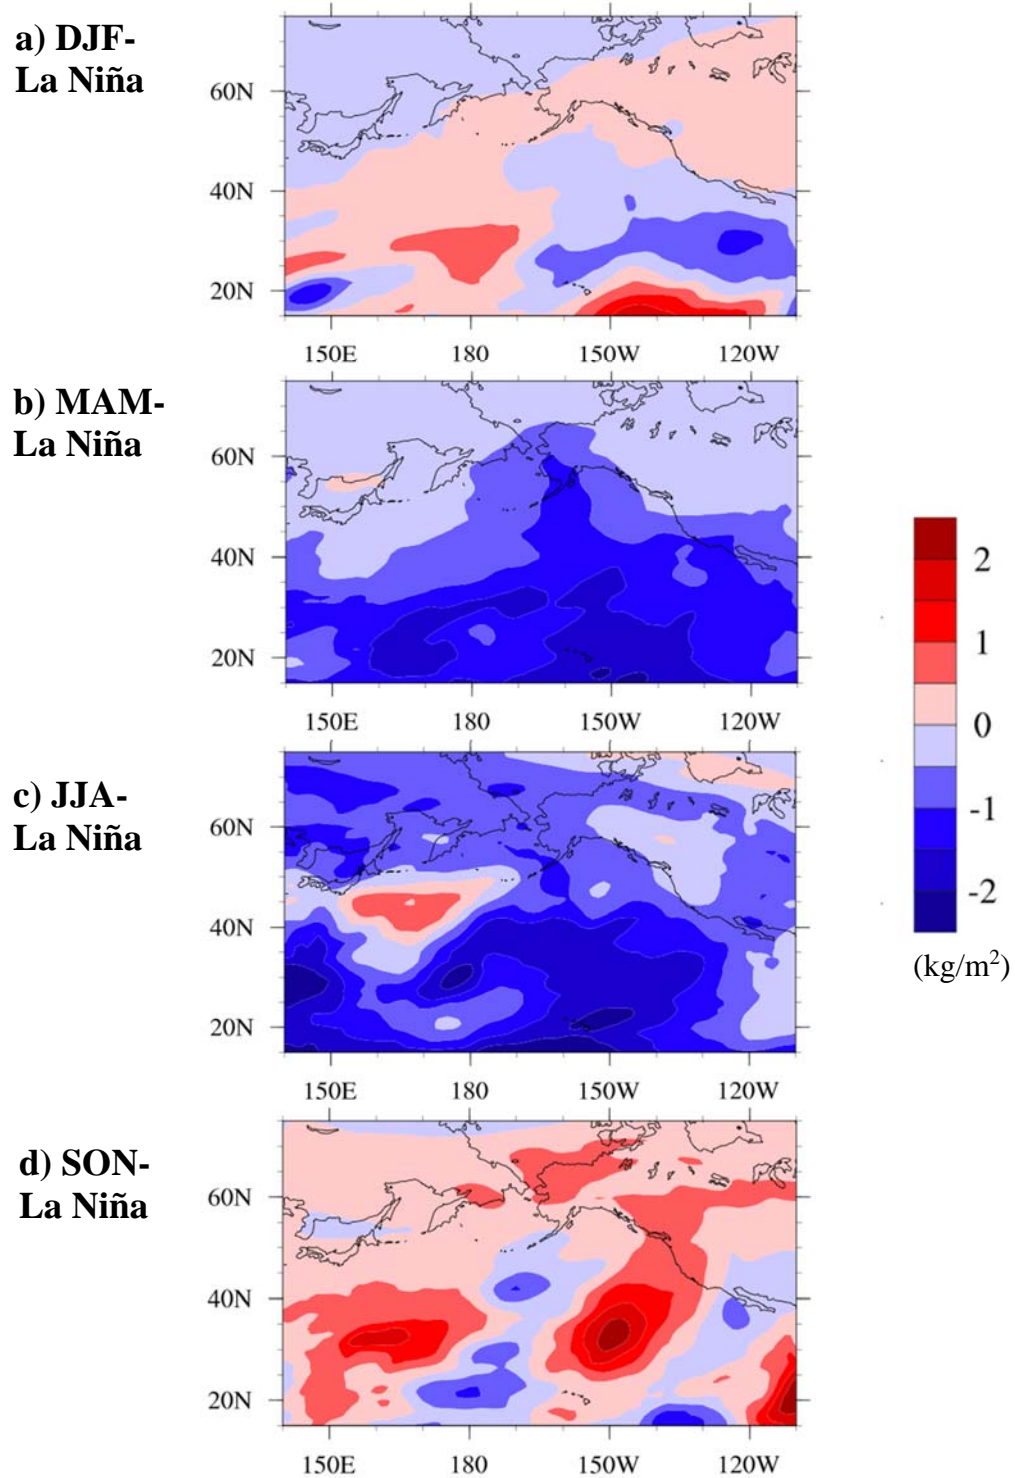 a) DJF-
La Niña
60N
40N
20N
150E 180 150W 120W
b) MAM-
La Niña
60N
40N
20N
150E 180 150W 120W
c) JJA-
La Niña
60N
40N
20N
150E 180 150W 120W
d) SON-
La Niña
60N
40N
20N
150E 180 150W 120W
2
1
0
-1
-2
(kg/m²)